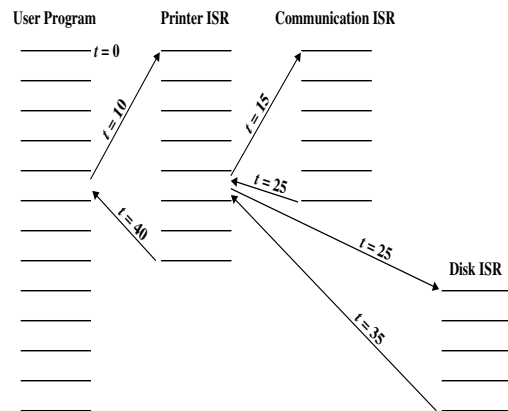 User Program
Printer ISR
Communication ISR
t = 0
t = 10
t = 15
t = 25
t = 40
t = 25
Disk ISR
t = 35